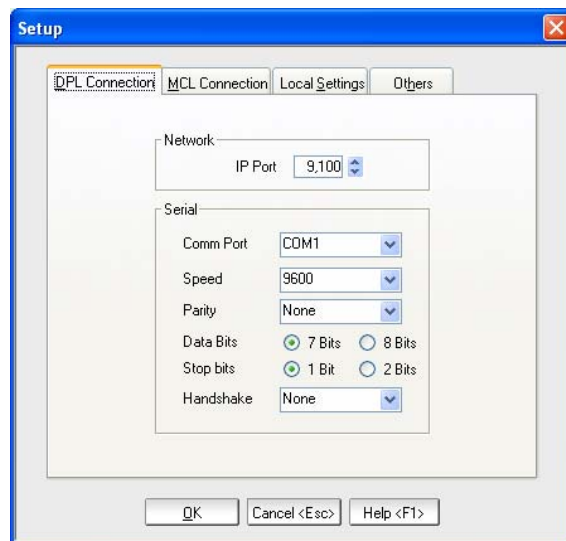 Setup
DPL Connection MCL Connection Local Settings Others
Network
IP Port 9,100
Serial
Comm Port COM1
Speed 9600
Parity None
Data Bits 7 Bits 8 Bits
Stop bits 1 Bit 2 Bits
Handshake None
OK Cancel <Esc> Help <F1>